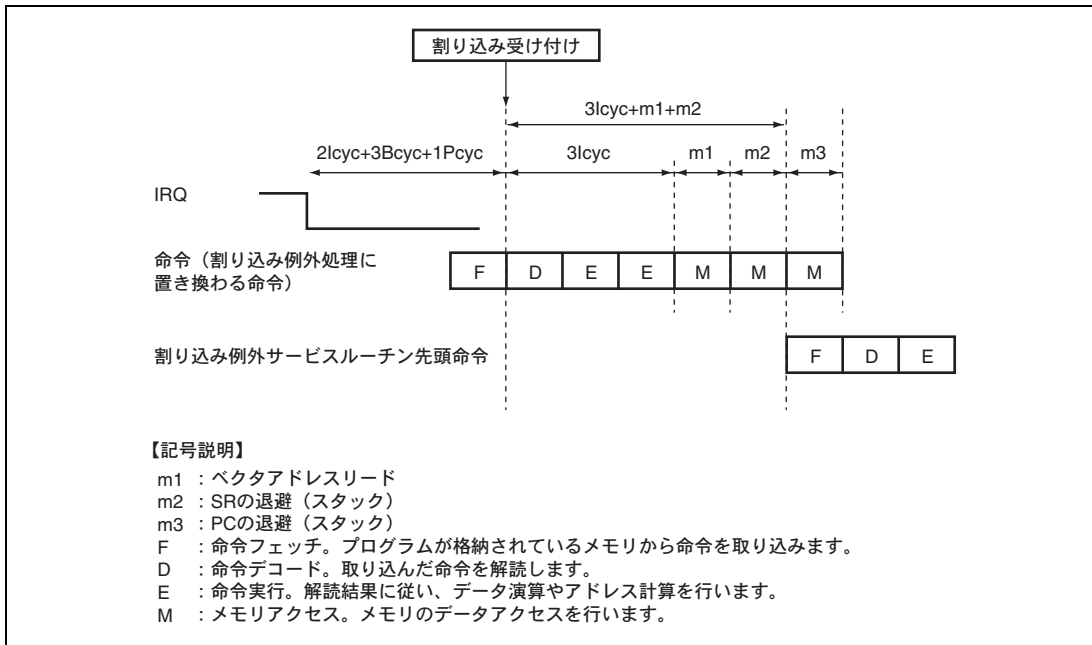 割り込み受け付け
3Icyc+m1+m2
2Icyc+3Bcyc+1Pcyc 3Icyc m1 m2 m3
IRQ
命令（割り込み例外処理に
置き換わる命令）
F D E E M M M
割り込み例外サービスルーチン先頭命令
F D E
【記号説明】
m1 ：ベクタアドレスリード
m2 ：SRの退避（スタック）
m3 ：PCの退避（スタック）
F ：命令フェッチ。プログラムが格納されているメモリから命令を取り込みます。
D ：命令デコード。取り込んだ命令を解読します。
E ：命令実行。解読結果に従い、データ演算やアドレス計算を行います。
M ：メモリアクセス。メモリのデータアクセスを行います。